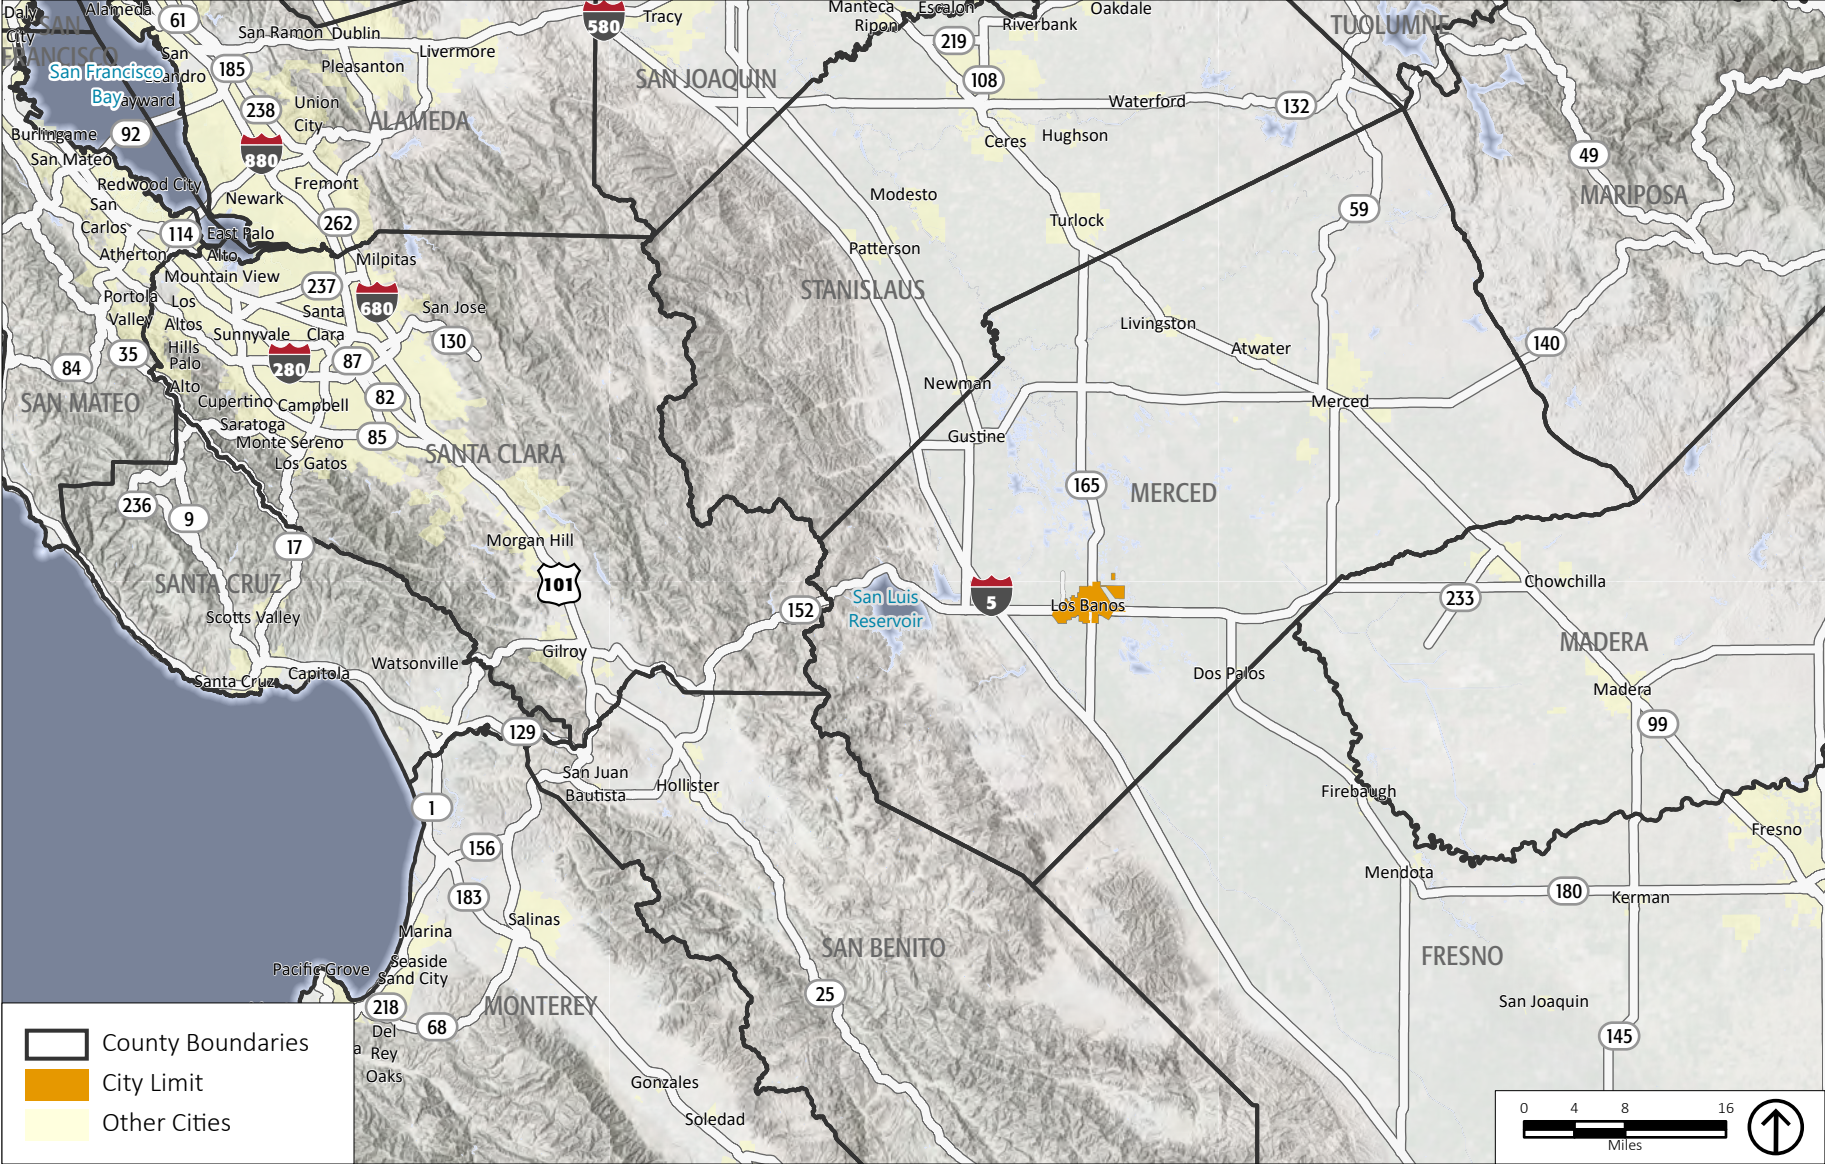 Daly
City
SAN
FRANCISCO
Alameda
61
San
Leandro
185
San Francisco
Bay
Hayward
238
Union
City
San Ramon
Dublin
Pleasanton
Livermore
580
Tracy
SAN JOAQUIN
Manteca
Ripon
Escalon
219
Riverbank
Oakdale
108
TUOLUMNE
Waterford
132
Ceres
Hughson
49
MARIPOSA
ALAMEDA
880
92
Burlingame
San Mateo
Redwood City
San
Carlos
Newark
Fremont
262
114
East Palo
Alto
Atherton
Mountain View
Milpitas
237
680
Santa
Clara
San Jose
130
Portola
Valley
Los
Altos
Hills
Palo
Alto
Sunnyvale
280
87
82
85
84
35
SAN MATEO
Cupertino
Campbell
Saratoga
Monte Sereno
Los Gatos
SANTA CLARA
Modesto
Turlock
Patterson
STANISLAUS
59
Livingston
Atwater
140
Newman
Merced
Gustine
165
MERCED
236
9
17
Morgan Hill
101
SANTA CRUZ
Scotts Valley
152
San Luis
Reservoir
5
Los Banos
Chowchilla
233
MADERA
Gilroy
Watsonville
Capitola
Santa Cruz
Dos Palos
Madera
99
129
San Juan
Bautista
Hollister
1
156
183
Firebaugh
Fresno
Mendota
180
Kerman
Salinas
Marina
Seaside
Sand City
Pacific Grove
SAN BENITO
FRESNO
25
218
68
MONTEREY
Del
Rey
Oaks
a
San Joaquin
145
Gonzales
Soledad
County Boundaries
City Limit
Other Cities
0 4 8 16
Miles